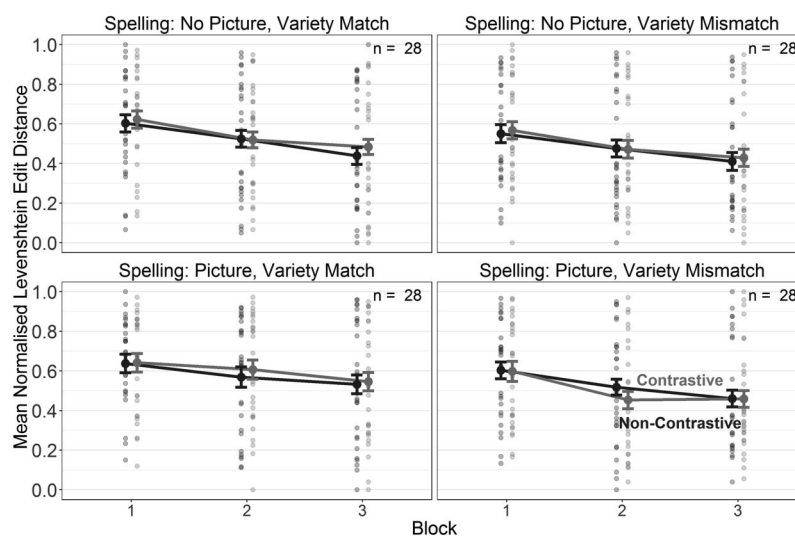 Spelling: No Picture, Variety Match
Spelling: No Picture, Variety Mismatch
n = 28
n = 28
1.0
0.8
0.6
0.4
0.2
0.0
Spelling: Picture, Variety Match
Spelling: Picture, Variety Mismatch
n = 28
n = 28
1.0
0.8
0.6
0.4
0.2
0.0
Contrastive
Non-Contrastive
1 2 3
1 2 3
Block
Mean Normalised Levenshtein Edit Distance